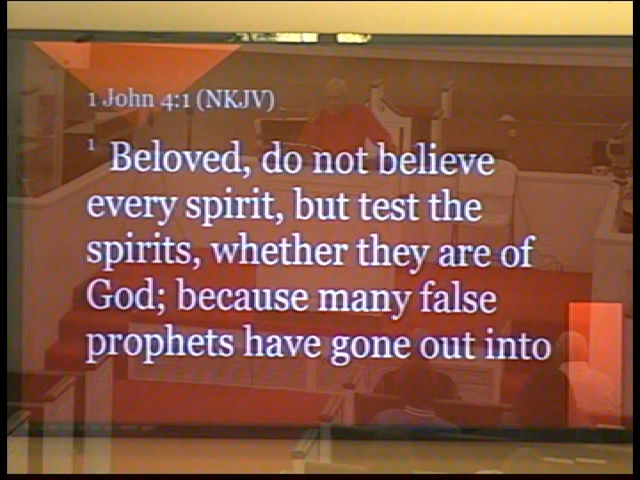 1 John 4:1 (NKJV)
1 Beloved, do not believe
every spirit, but test the
spirits, whether they are of
God; because many false
prophets have gone out into